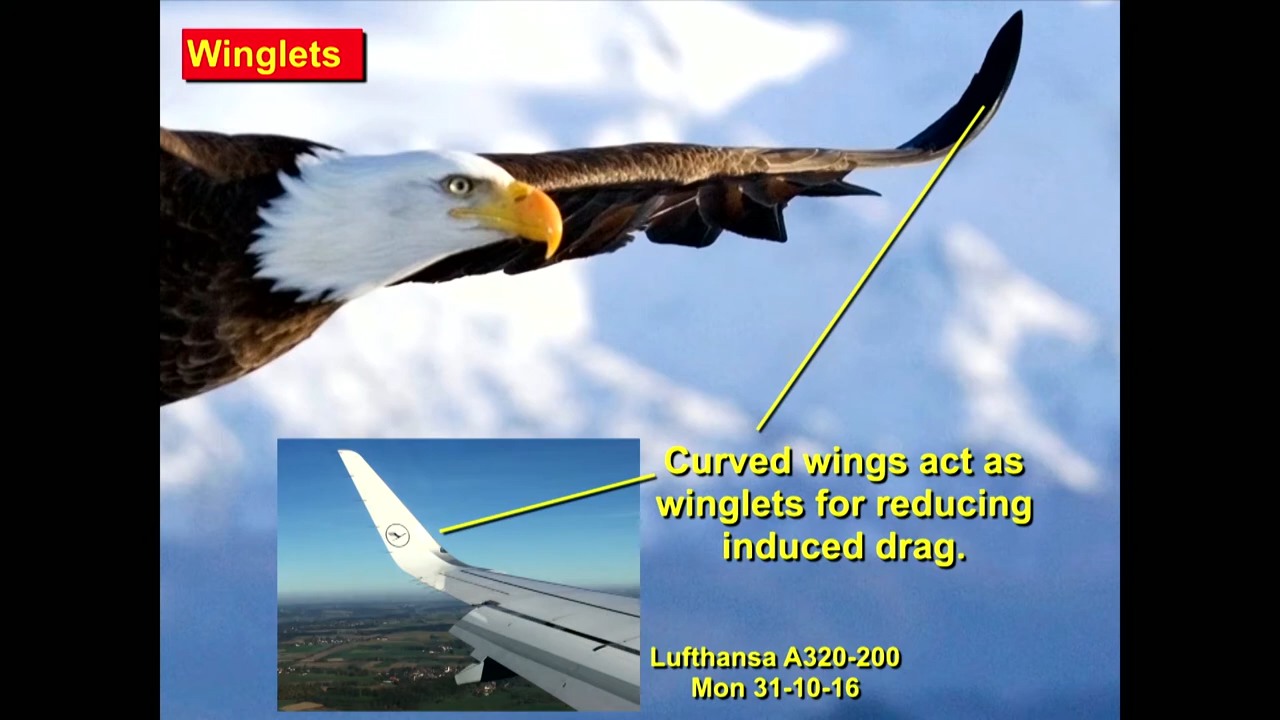 Winglets
Curved wings act as
winglets for reducing
induced drag.
Lufthansa A320-200
Mon 31-10-16